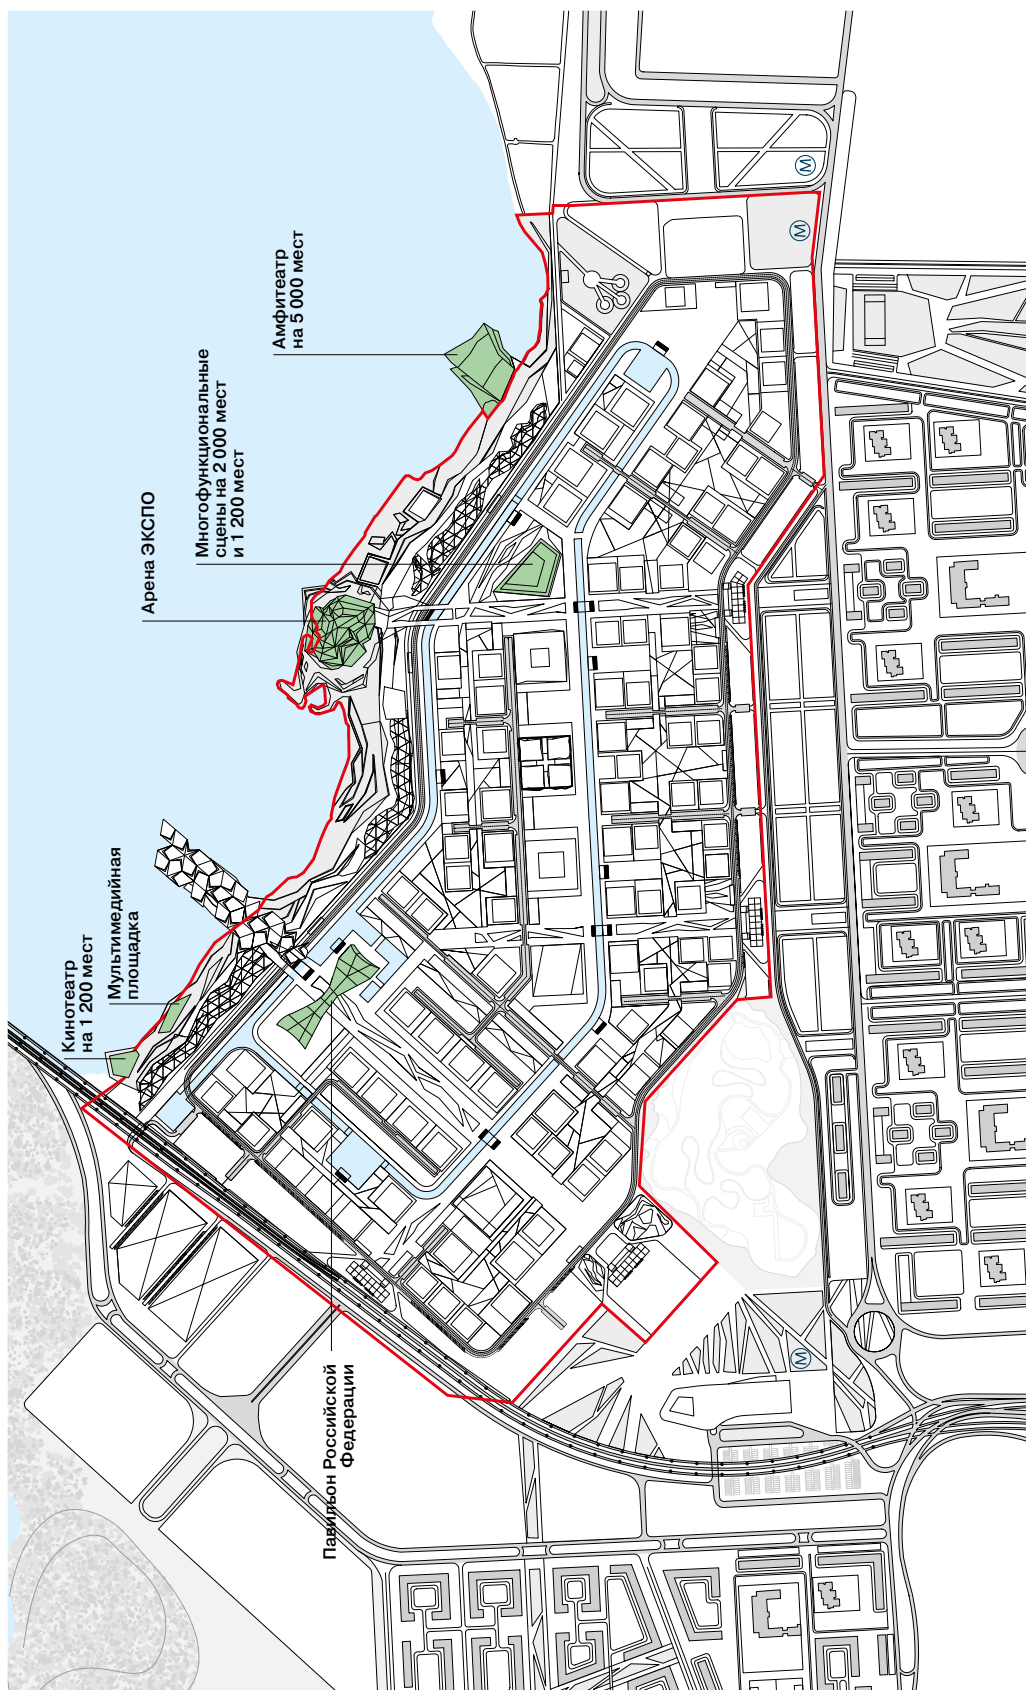 Кинотеатр
на 1 200 мест
Мультимедийная
площадка
Арена ЭКСПО
Многофункциональные
сцены на 2 000 мест
и 1 200 мест
Амфитеатр
на 5 000 мест
Павильон Российской
Федерации
М
М
М